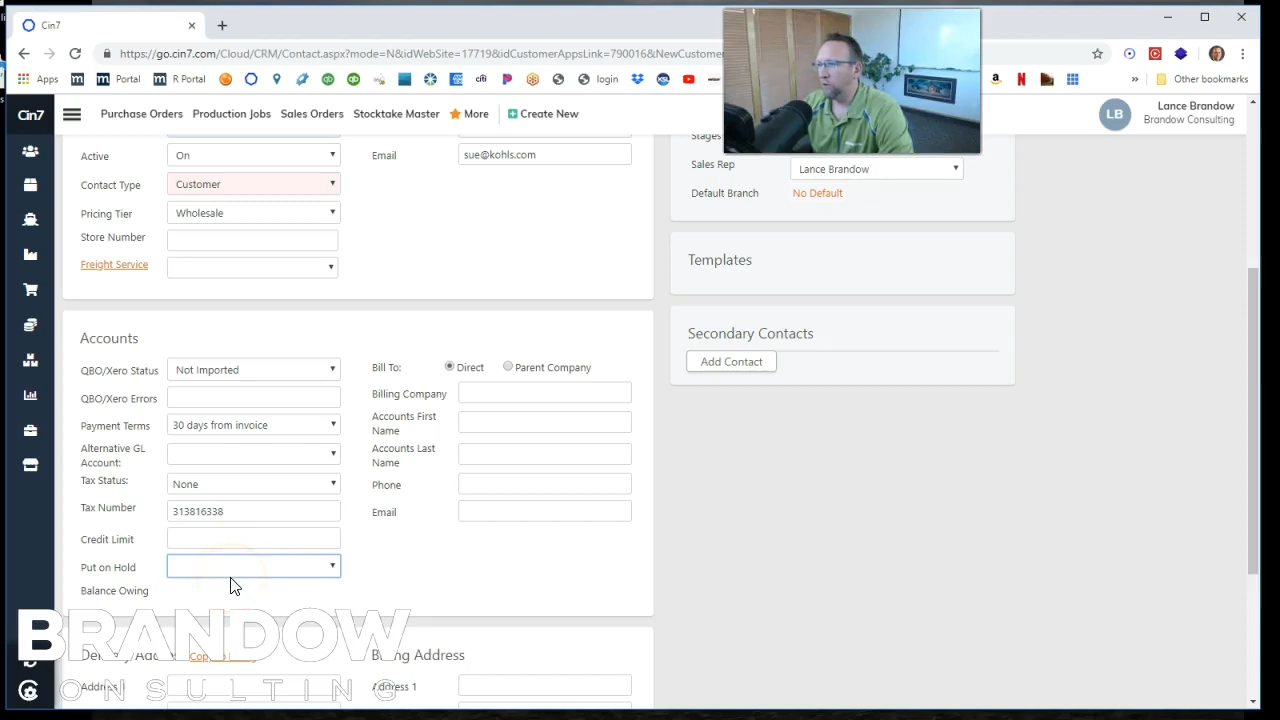 Cin7
https://go.cin7.com/Cloud/CRM/Contact.aspx?mode=N&idWebSite=17719&idCustomerAppsLink=790016&NewCustomer
Apps
Portal
R Portal
citi
login
Other bookmarks
Cin7
Purchase Orders
Production Jobs
Sales Orders
Stocktake Master
More
Create New
LB
Lance Brandow
Brandow Consulting
Active
On
Email
sue@kohls.com
Contact Type
Customer
Pricing Tier
Wholesale
Store Number
Freight Service
Stages
Sales Rep
Lance Brandow
Default Branch
No Default
Templates
Secondary Contacts
Add Contact
Accounts
QBO/Xero Status
Not Imported
QBO/Xero Errors
Payment Terms
30 days from invoice
Alternative GL
Account:
Tax Status:
None
Tax Number
313816338
Credit Limit
Put on Hold
Balance Owing
Bill To:
Direct
Parent Company
Billing Company
Accounts First
Name
Accounts Last
Name
Phone
Email
BRANDOW
CONSULTING
Billing Address
Address 1